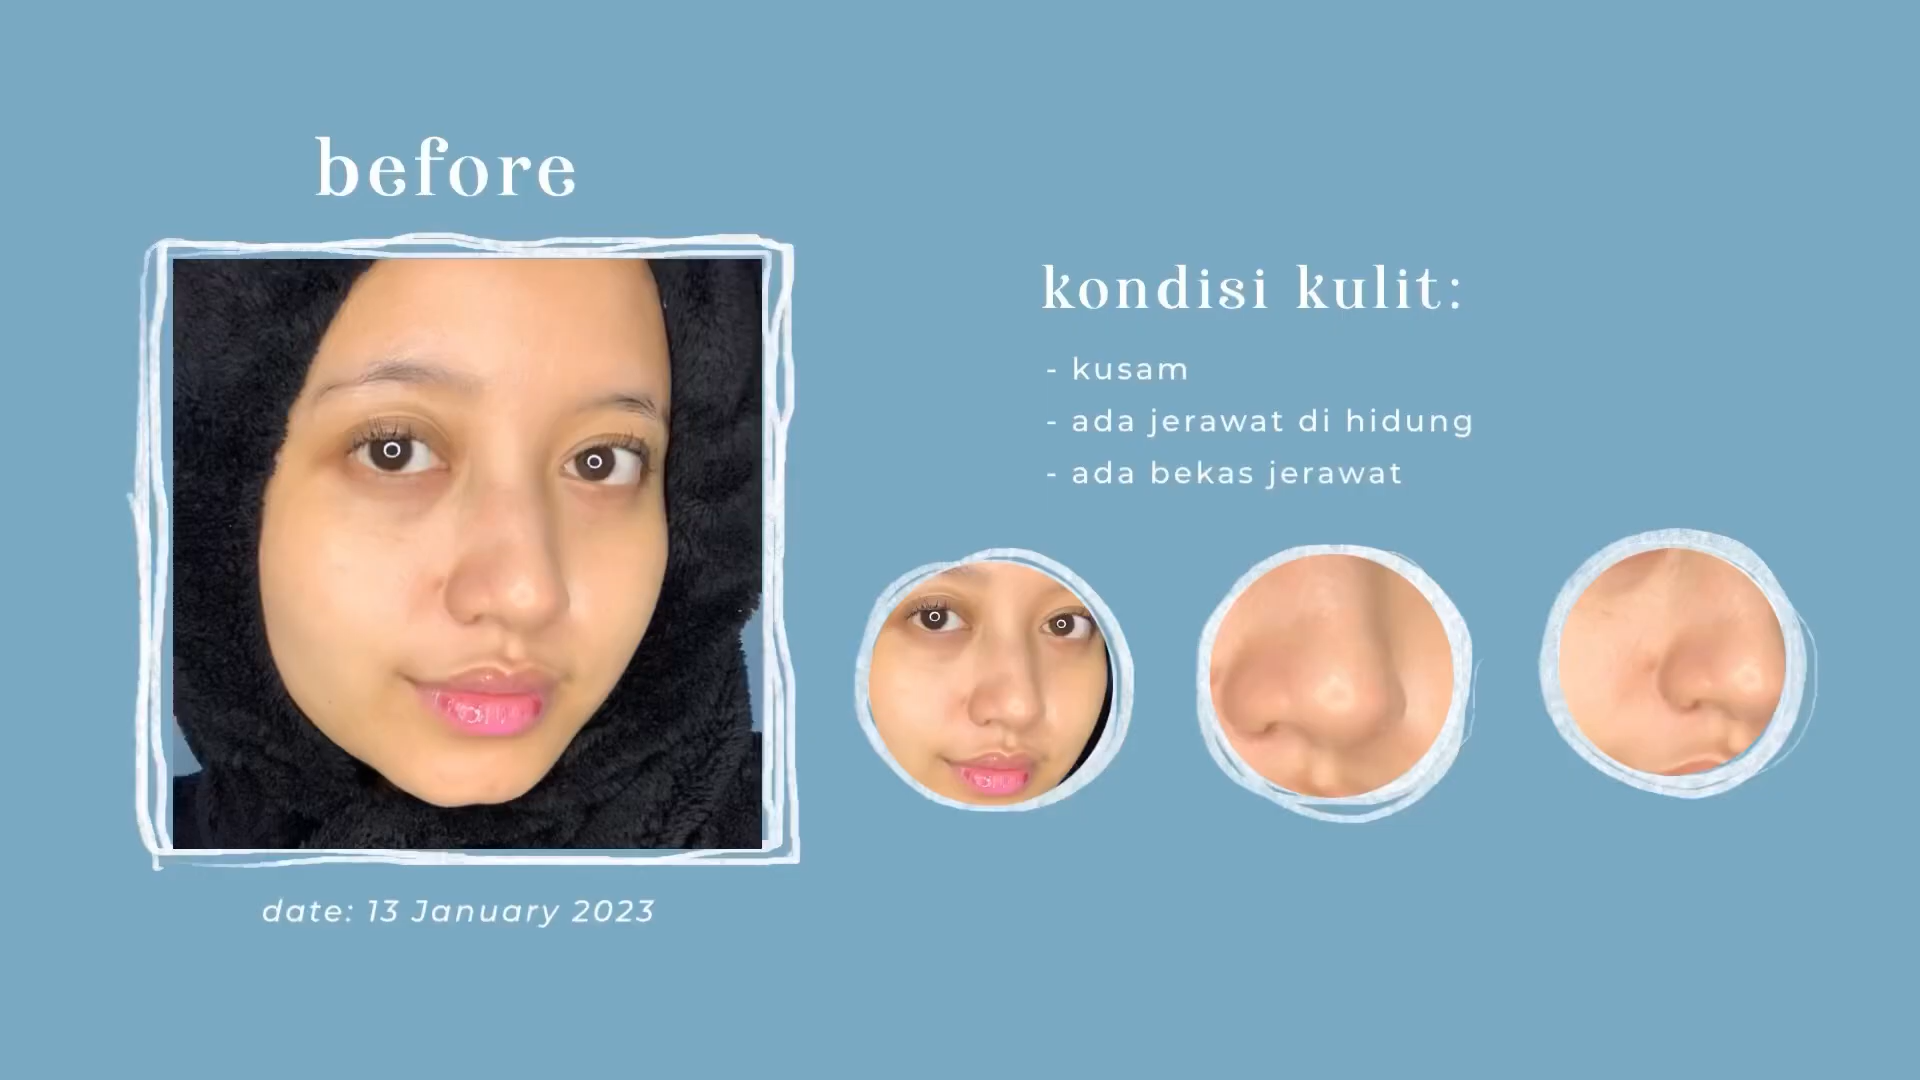 before
date: 13 January 2023
kondisi kulit:
- kusam
- ada jerawat di hidung
- ada bekas jerawat